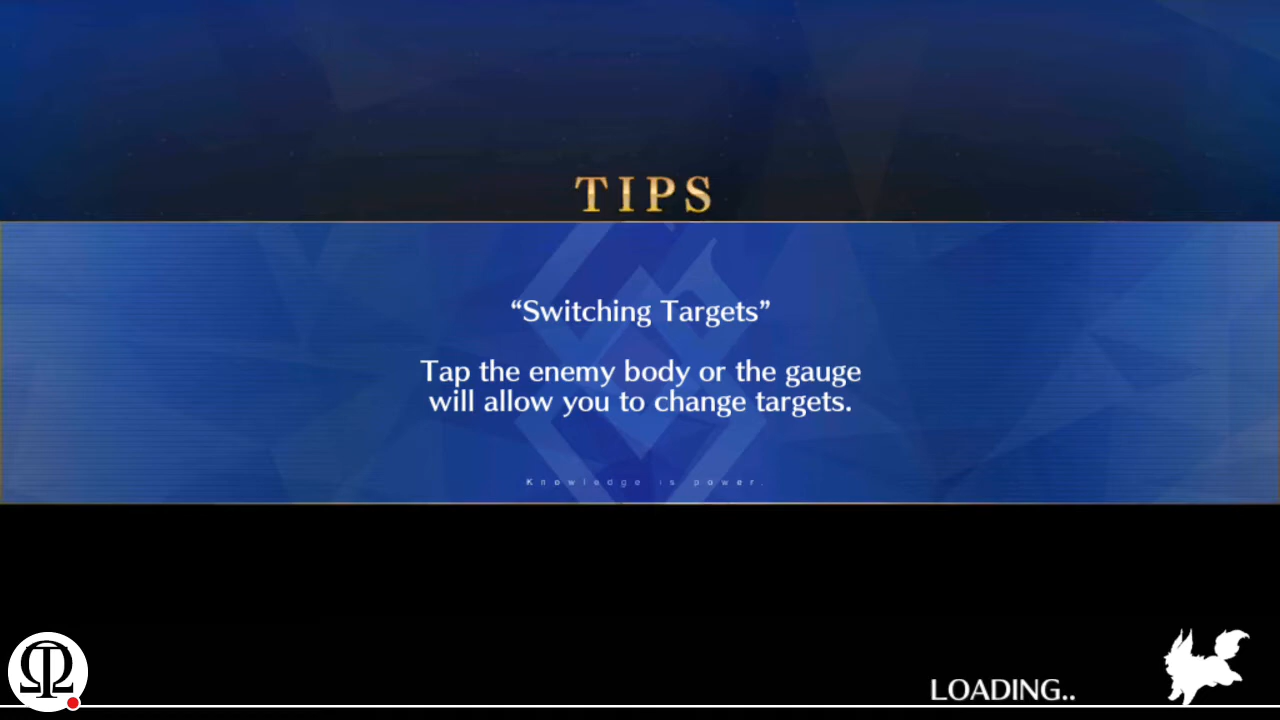 TIPS
“Switching Targets”
Tap the enemy body or the gauge
will allow you to change targets.
Knowledge is power.
LOADING..